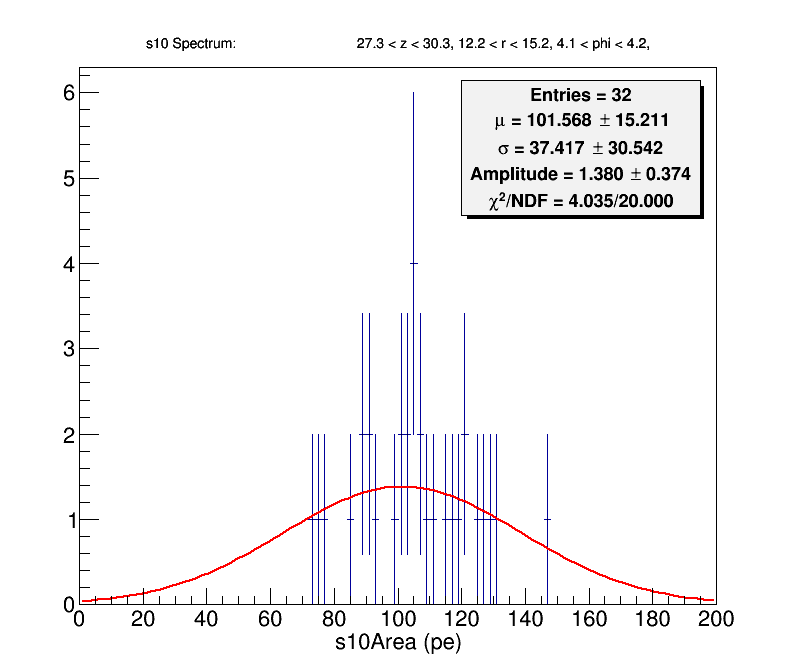 s10 Spectrum: 27.3 < z < 30.3, 12.2 < r < 15.2, 4.1 < phi < 4.2,
Entries = 32
μ = 101.568 ± 15.211
σ = 37.417 ± 30.542
Amplitude = 1.380 ± 0.374
χ²/NDF = 4.035/20.000
6
5
4
3
2
1
0
0 20 40 60 80 100 120 140 160 180 200
s10Area (pe)